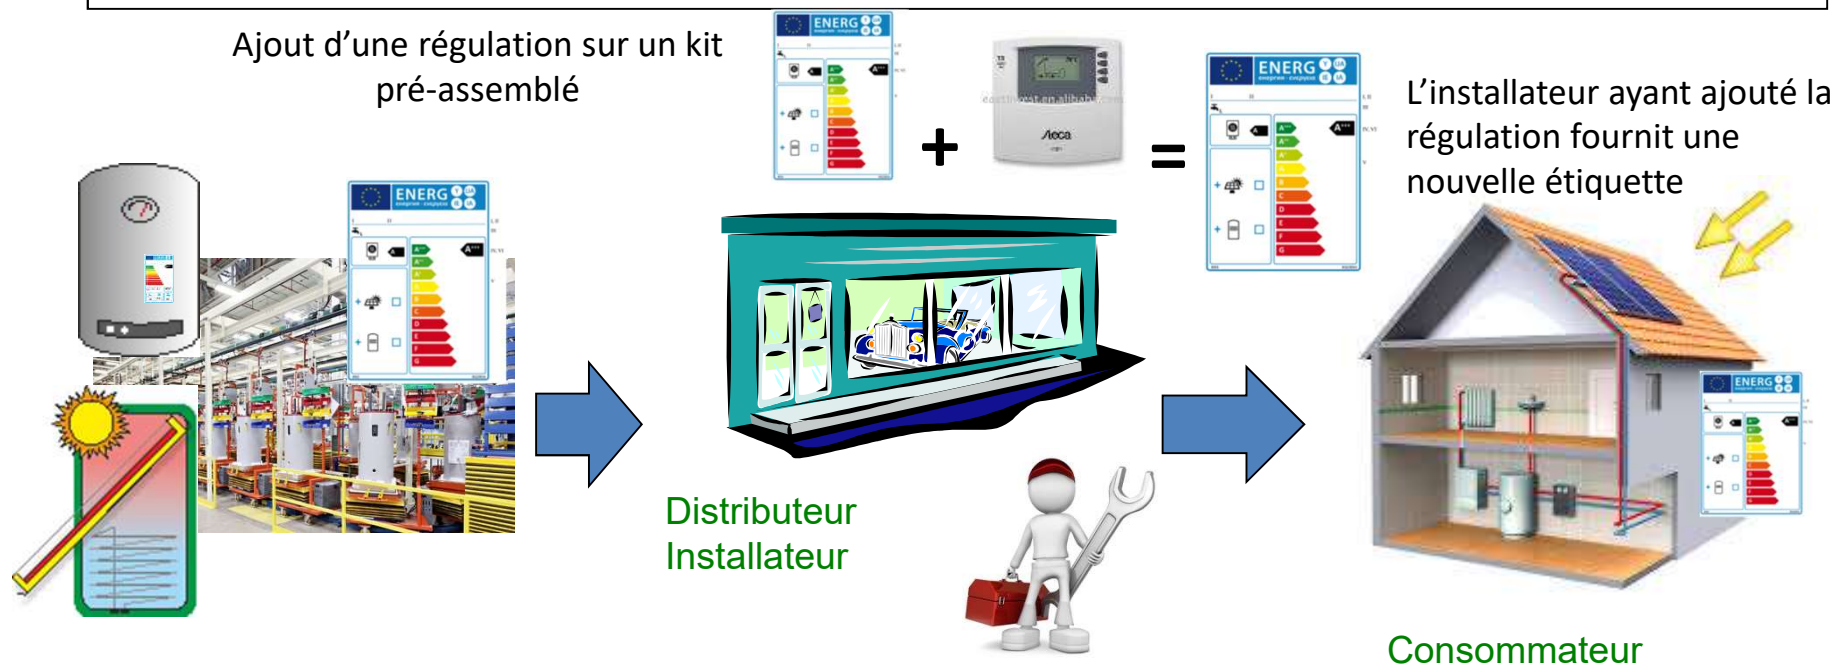 Ajout d’une régulation sur un kit
pré-assemblé
ENERG
+
Steca
=
ENERG
L’installateur ayant ajouté la
régulation fournit une
nouvelle étiquette
ENERG
Distributeur
Installateur
ENERG
Consommateur